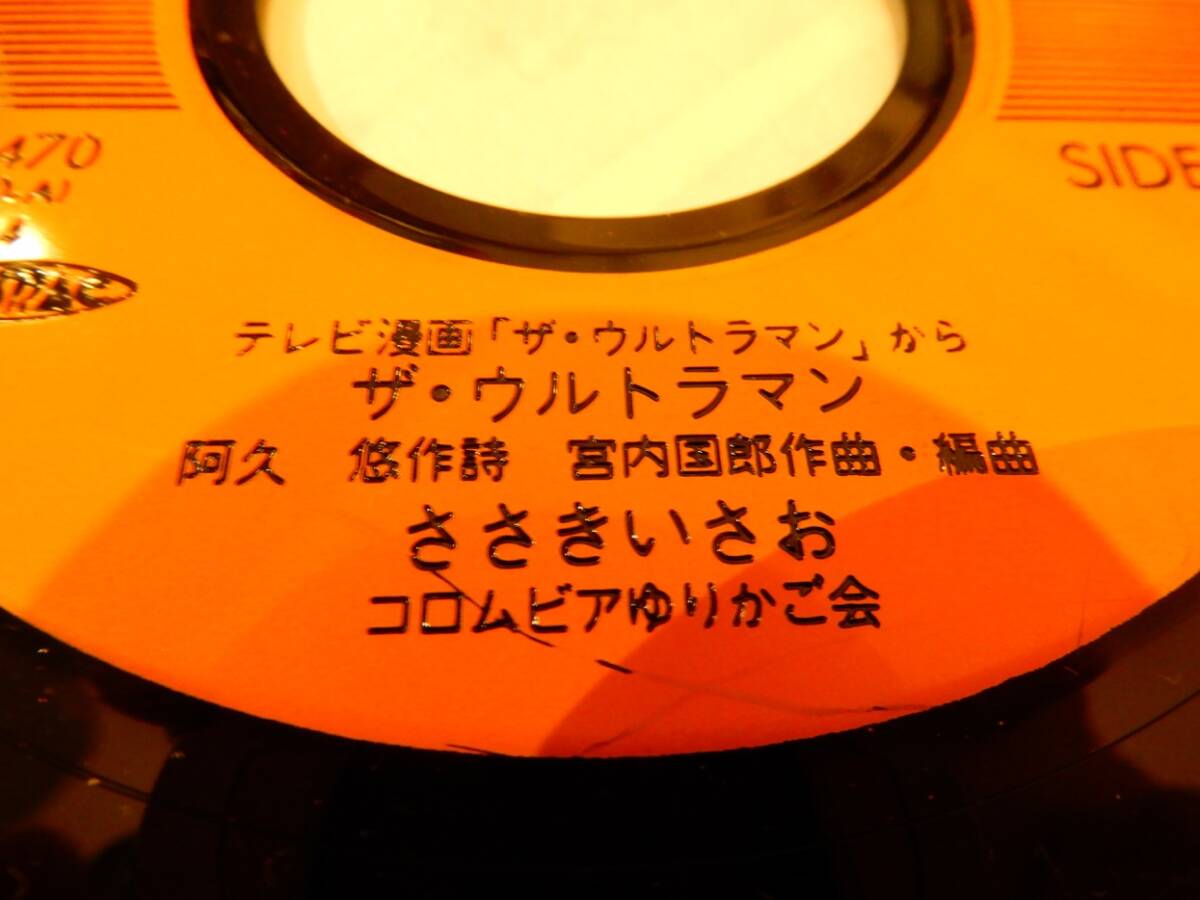 470
SIDE
テレビ漫画「ザ・ウルトラマン」から
ザ・ウルトラマン
阿久　悠作詩　宮内国郎作曲・編曲
ささきいさお
コロムビアゆりかご会